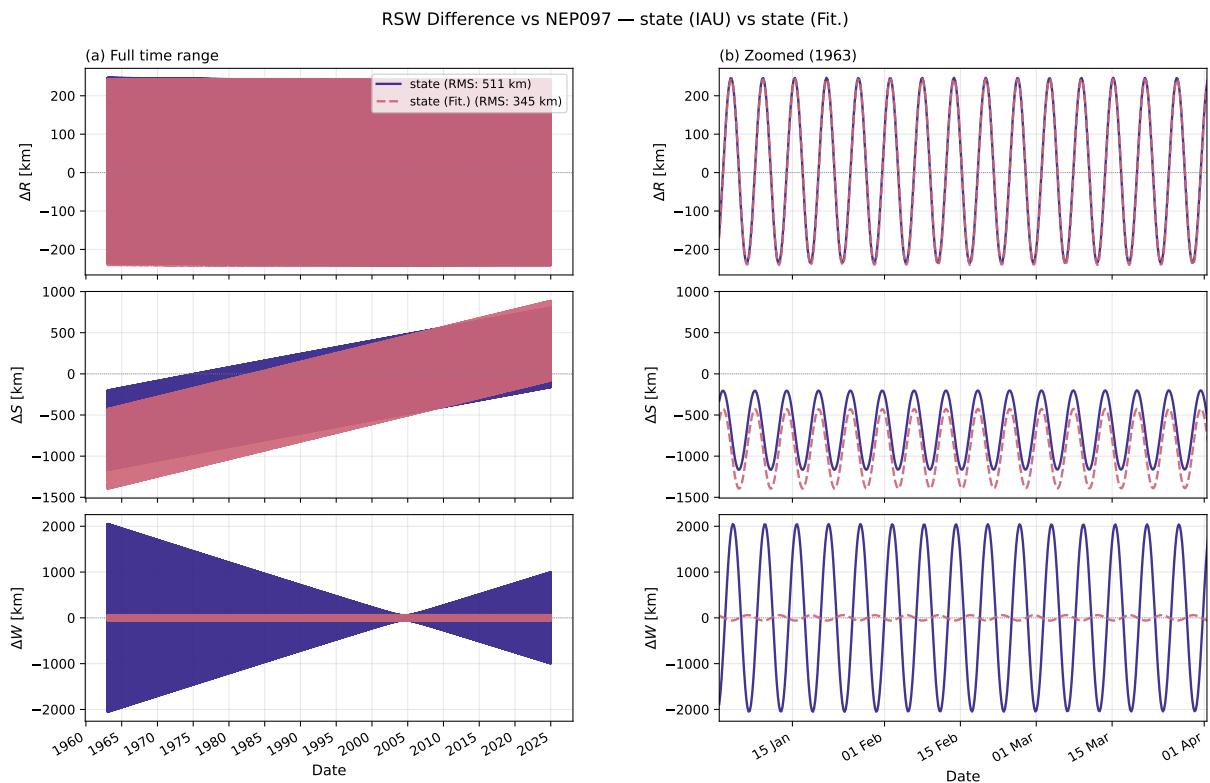 RSW Difference vs NEP097 — state (IAU) vs state (Fit.)
(a) Full time range
ΔR [km]
200
100
0
−100
−200
state (RMS: 511 km)
state (Fit.) (RMS: 345 km)
(b) Zoomed (1963)
ΔR [km]
200
100
0
−100
−200
ΔS [km]
1000
500
0
−500
−1000
−1500
ΔS [km]
1000
500
0
−500
−1000
−1500
ΔW [km]
2000
1000
0
−1000
−2000
1960 1965 1970 1975 1980 1985 1990 1995 2000 2005 2010 2015 2020 2025
Date
ΔW [km]
2000
1000
0
−1000
−2000
15 Jan 01 Feb 15 Feb 01 Mar 15 Mar 01 Apr
Date